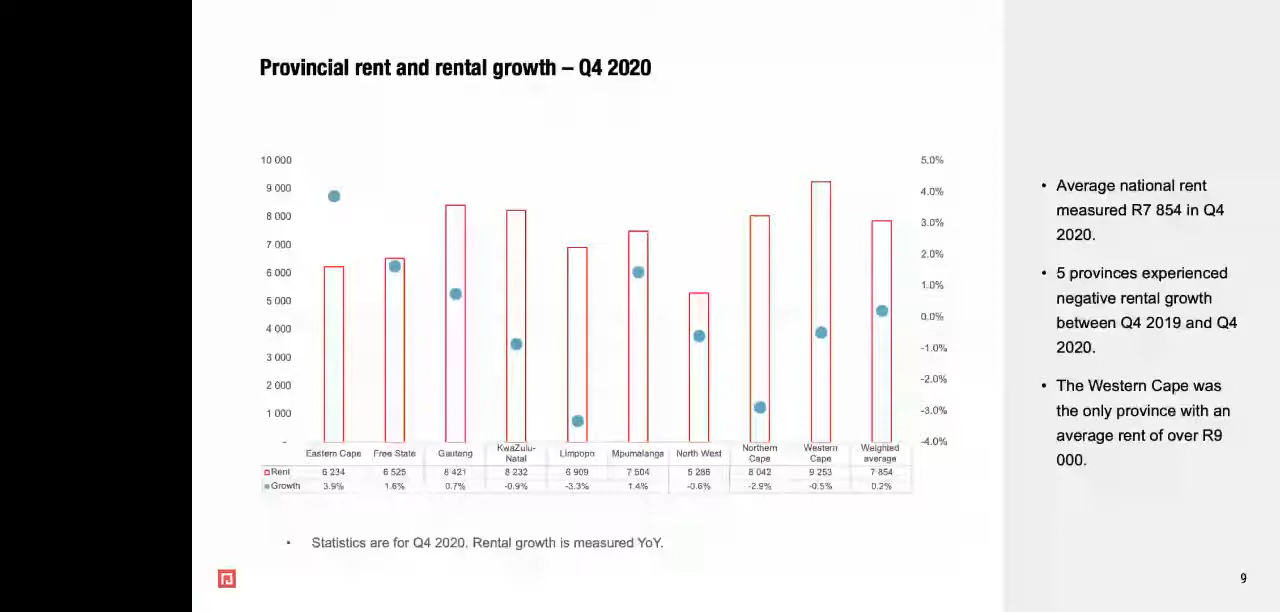 Provincial rent and rental growth – Q4 2020
10 000
9 000
8 000
7 000
6 000
5 000
4 000
3 000
2 000
1 000
-
5.0%
4.0%
3.0%
2.0%
1.0%
0.0%
-1.0%
-2.0%
-3.0%
-4.0%
Eastern Cape Free State Gauteng KwaZulu-Natal Limpopo Mpumalanga North West Northern Cape Western Cape Weighted average
Rent 6 234 6 525 8 421 8 232 6 909 7 504 5 286 8 042 9 253 7 854
Growth 3.9% 1.6% 0.7% -0.9% -3.3% 1.4% -0.6% -2.9% -0.5% 0.2%
• Statistics are for Q4 2020. Rental growth is measured YoY.
• Average national rent
measured R7 854 in Q4
2020.
• 5 provinces experienced
negative rental growth
between Q4 2019 and Q4
2020.
• The Western Cape was
the only province with an
average rent of over R9
000.
9